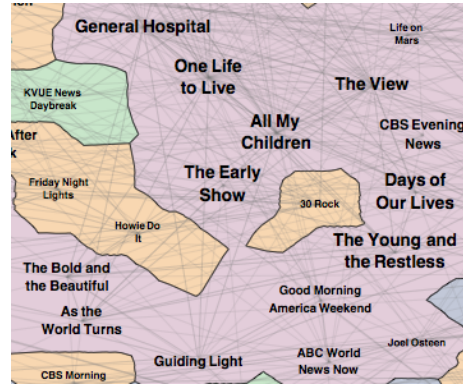 General Hospital
Life on
Mars
One Life
to Live
The View
KVUE News
Daybreak
All My
Children
CBS Evening
News
After
The Early
Show
Friday Night
Lights
Days of
Our Lives
30 Rock
Howie Do
It
The Young and
the Restless
The Bold and
the Beautiful
Good Morning
America Weekend
As the
World Turns
Joel Osteen
Guiding Light
ABC World
News Now
CBS Morning